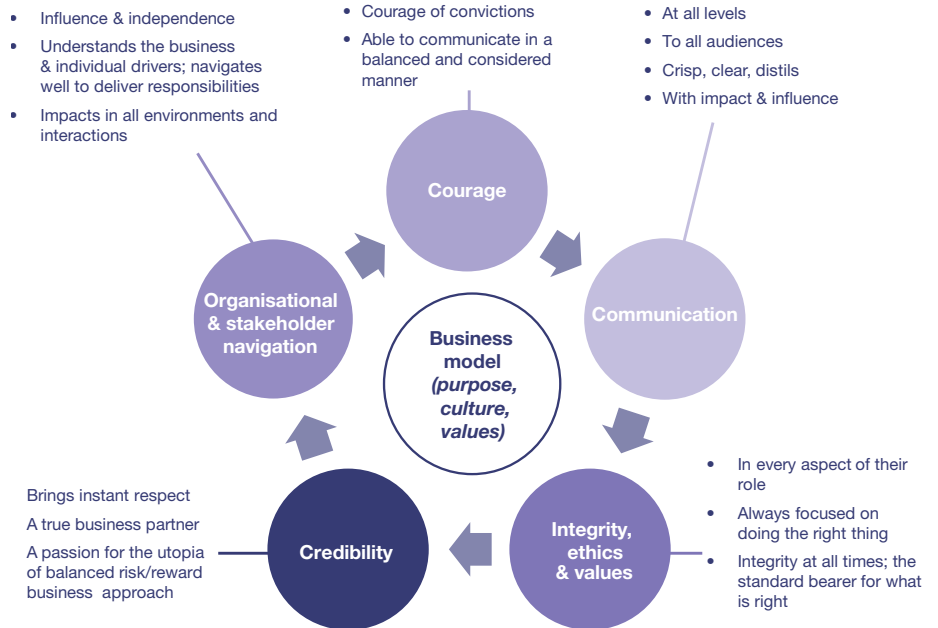 • Influence & independence
• Understands the business
& individual drivers; navigates
well to deliver responsibilities
• Impacts in all environments and
interactions
• Courage of convictions
• Able to communicate in a
balanced and considered
manner
• At all levels
• To all audiences
• Crisp, clear, distils
• With impact & influence
Courage
Organisational
& stakeholder
navigation
Communication
Business
model
(purpose,
culture,
values)
Brings instant respect
A true business partner
A passion for the utopia
of balanced risk/reward
business approach
Credibility
Integrity,
ethics
& values
• In every aspect of their
role
• Always focused on
doing the right thing
• Integrity at all times; the
standard bearer for what
is right